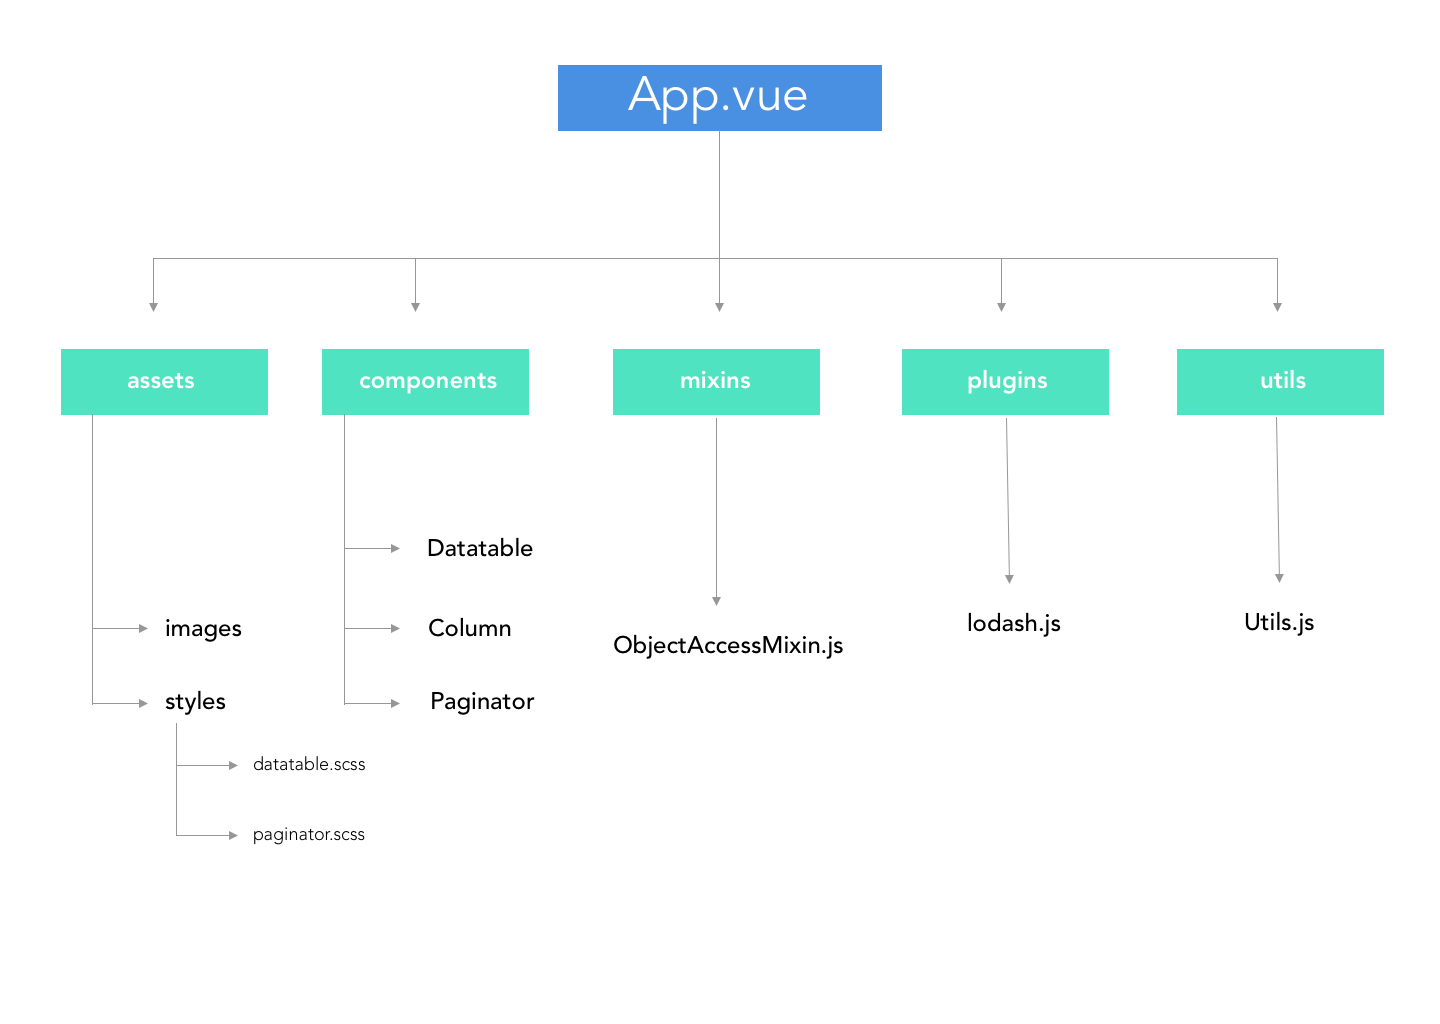 App.vue
assets
components
mixins
plugins
utils
Datatable
images
Column
ObjectAccessMixin.js
lodash.js
Utils.js
styles
Paginator
datatable.scss
paginator.scss